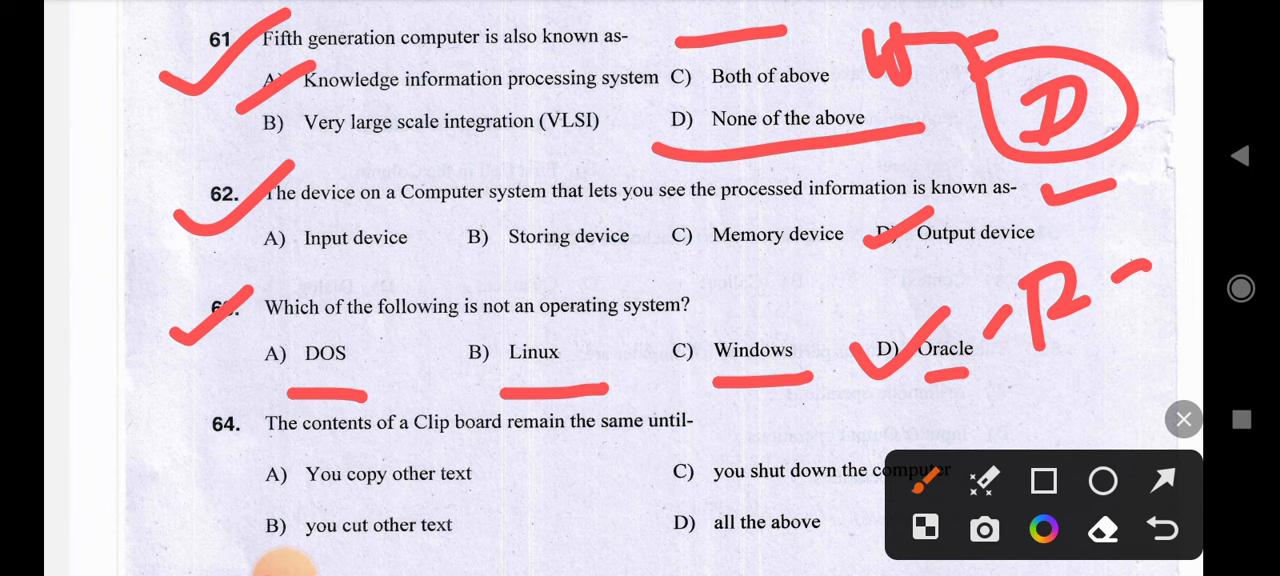 61 Fifth generation computer is also known as-
A) Knowledge information processing system C) Both of above
B) Very large scale integration (VLSI) D) None of the above
D
62. The device on a Computer system that lets you see the processed information is known as-
A) Input device B) Storing device C) Memory device D) Output device
63. Which of the following is not an operating system?
A) DOS B) Linux C) Windows D) Oracle
64. The contents of a Clip board remain the same until-
A) You copy other text C) you shut down the computer
B) you cut other text D) all the above